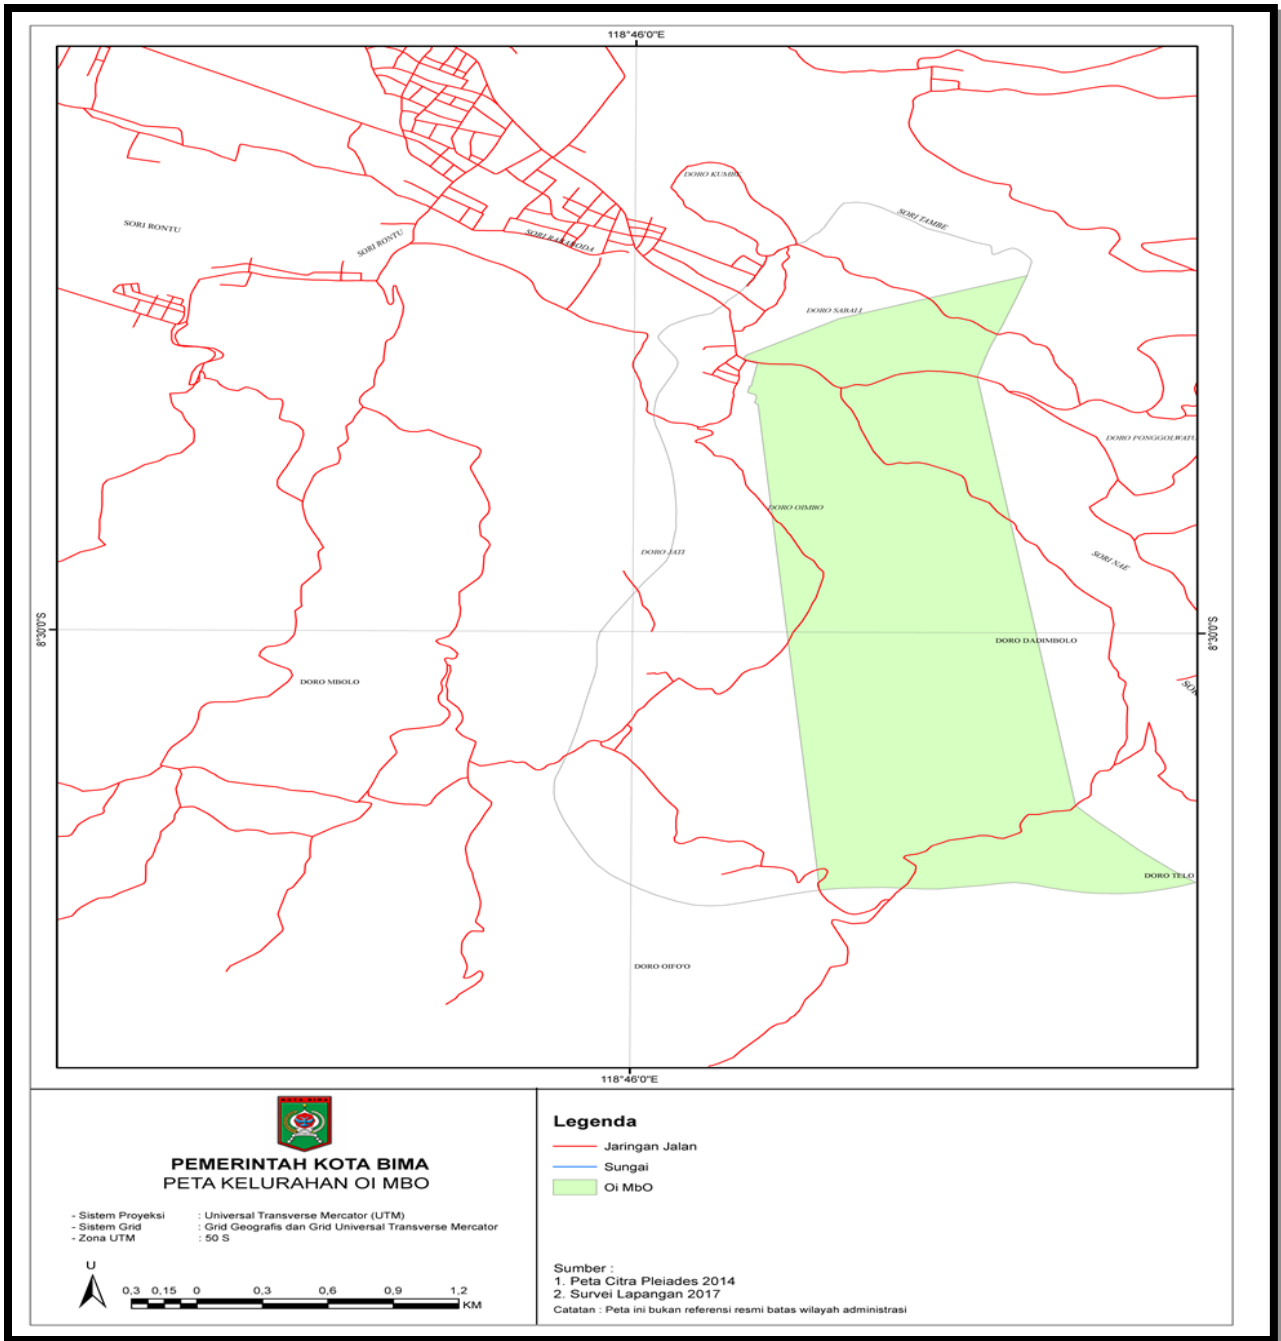 118°46'0"E
DORO KUMBE
SORI TAMBE
SORI RONTU
SORI RONTU
SORI RABABODA
DORO SABALI
DORO PONGGOLWATU
DORO OIMBO
DORO JATI
SORI NAE
8°30'0"S
8°30'0"S
DORO DADIMBOLO
DORO MBOLO
SOR
DORO TELO
DORO OIFO'O
118°46'0"E
KOTA BIMA
PEMERINTAH KOTA BIMA
PETA KELURAHAN OI MBO
- Sistem Proyeksi : Universal Transverse Mercator (UTM)
- Sistem Grid : Grid Geografis dan Grid Universal Transverse Mercator
- Zona UTM : 50 S
U
0,3 0,15 0 0,3 0,6 0,9 1,2
KM
Legenda
Jaringan Jalan
Sungai
Oi MbO
Sumber :
1. Peta Citra Pleiades 2014
2. Survei Lapangan 2017
Catatan : Peta ini bukan referensi resmi batas wilayah administrasi